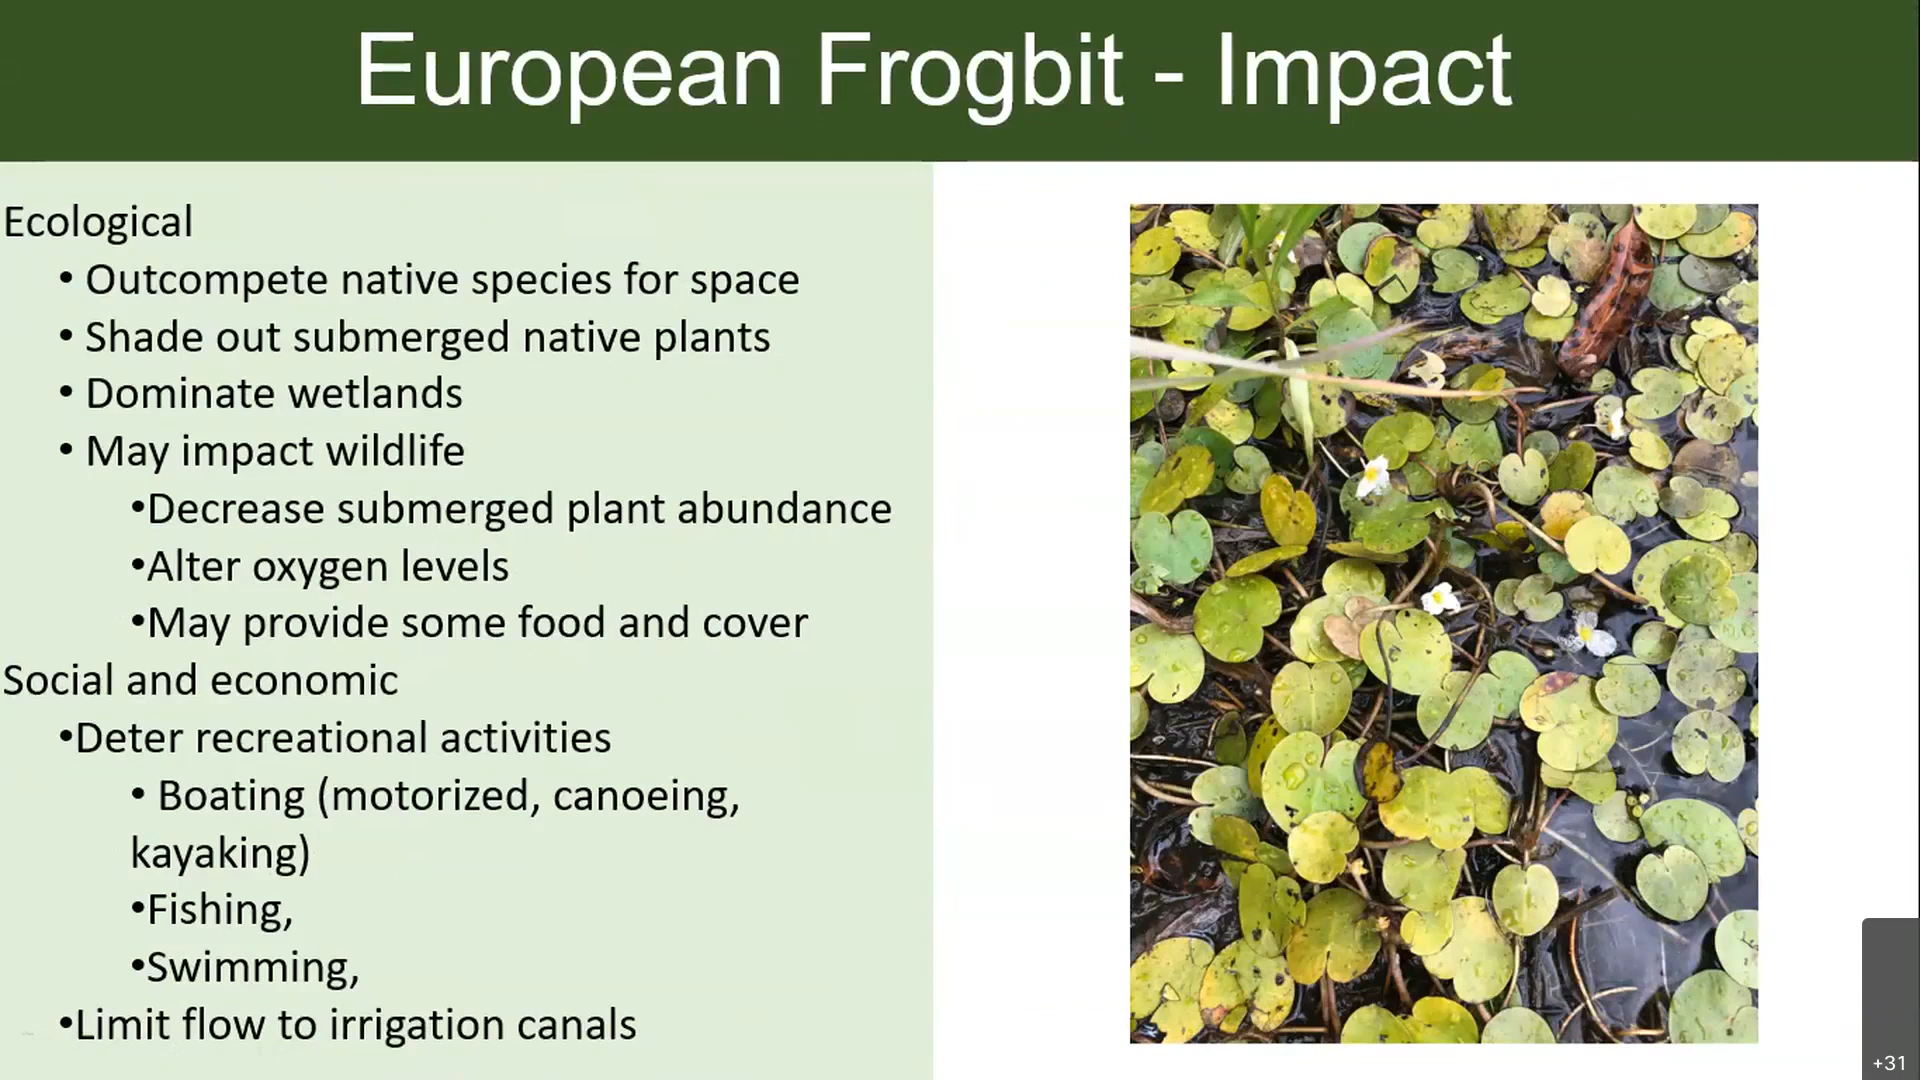 European Frogbit - Impact
Ecological
• Outcompete native species for space
• Shade out submerged native plants
• Dominate wetlands
• May impact wildlife
•Decrease submerged plant abundance
•Alter oxygen levels
•May provide some food and cover
Social and economic
•Deter recreational activities
• Boating (motorized, canoeing,
kayaking)
•Fishing,
•Swimming,
•Limit flow to irrigation canals
+31